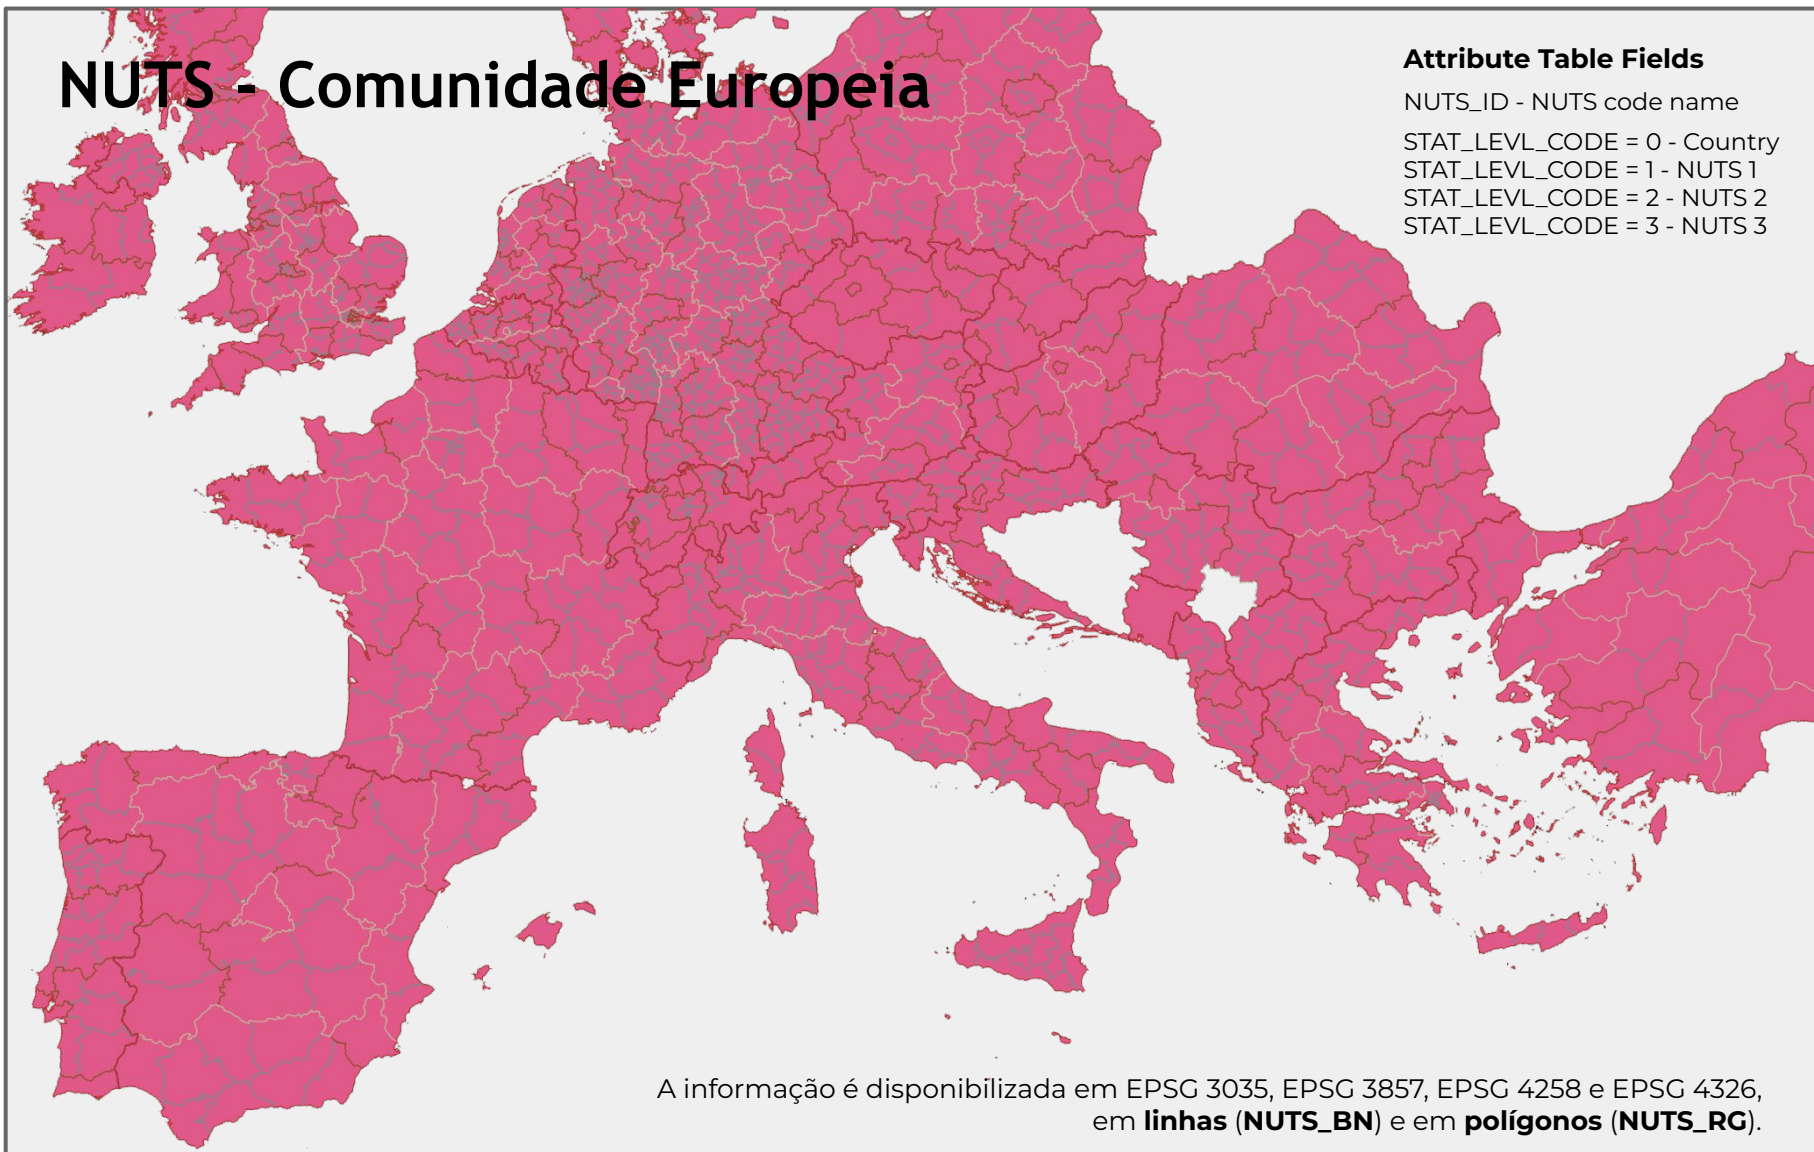 NUTS - Comunidade Europeia
Attribute Table Fields
NUTS_ID - NUTS code name
STAT_LEVL_CODE = 0 - Country
STAT_LEVL_CODE = 1 - NUTS 1
STAT_LEVL_CODE = 2 - NUTS 2
STAT_LEVL_CODE = 3 - NUTS 3
A informação é disponibilizada em EPSG 3035, EPSG 3857, EPSG 4258 e EPSG 4326,
em linhas (NUTS_BN) e em polígonos (NUTS_RG).